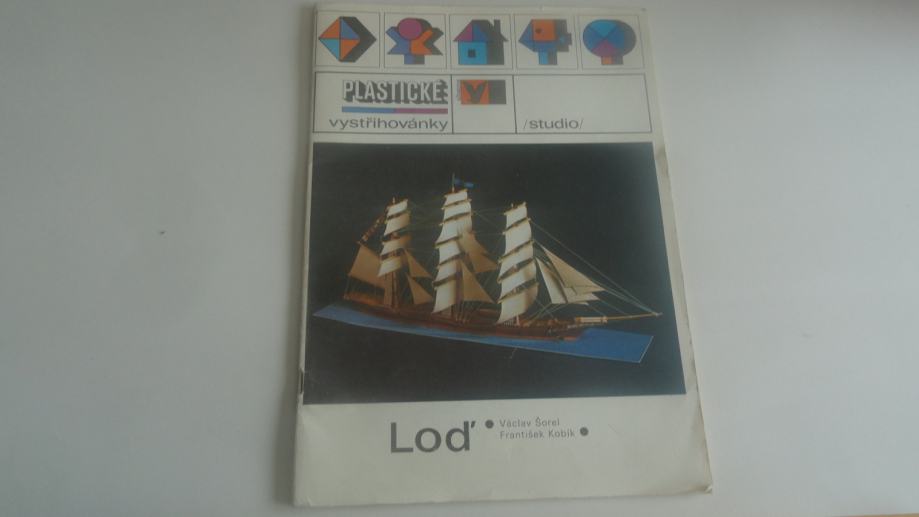 PLASTICKÉ
vystřihovánky
/studio/
Loď
Václav Šorel
František Kobík